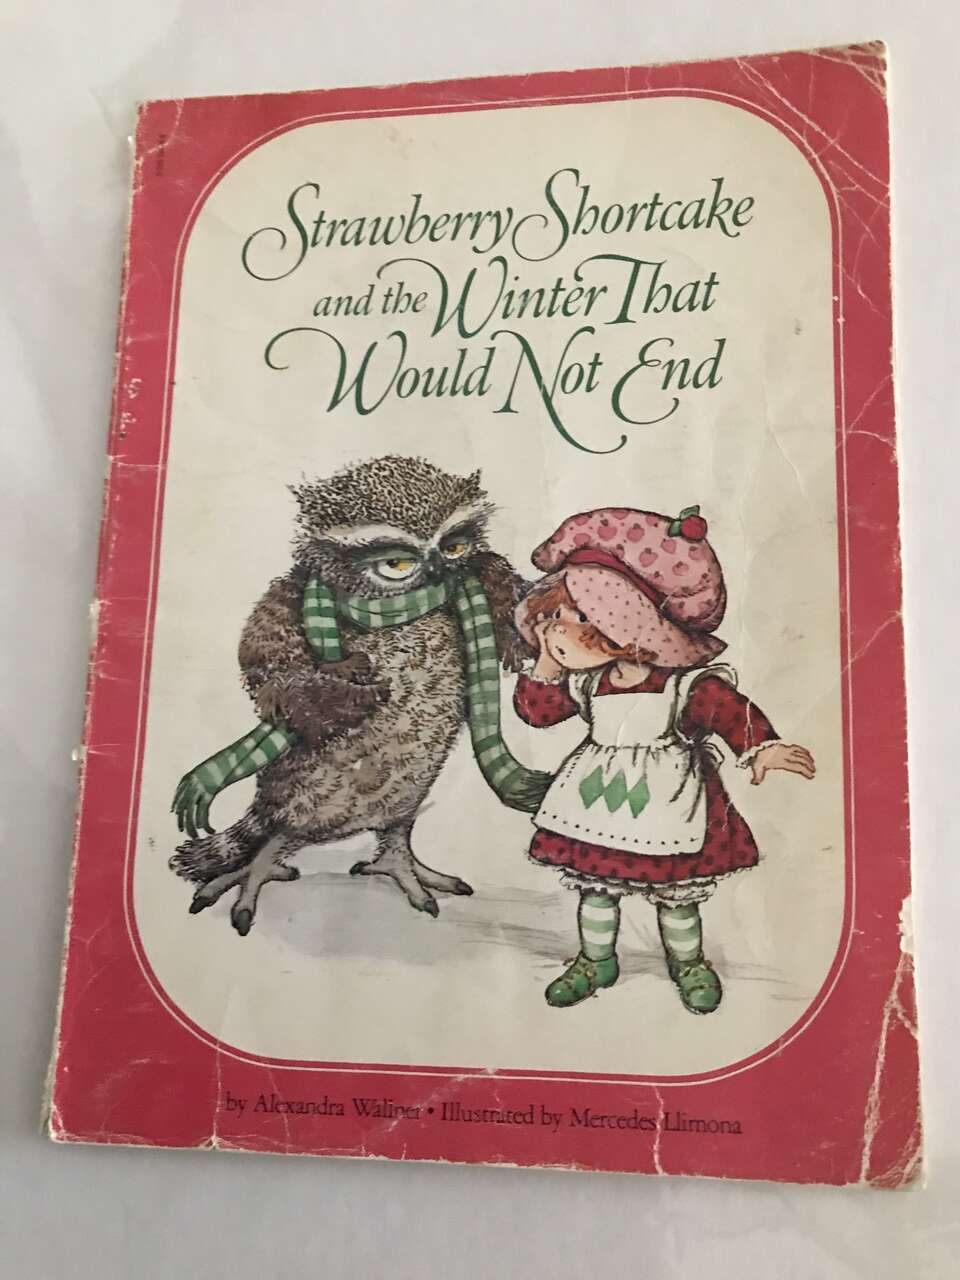 Strawberry Shortcake
and the Winter That
Would Not End
by Alexandra Wallner • Illustrated by Mercedes Llimona